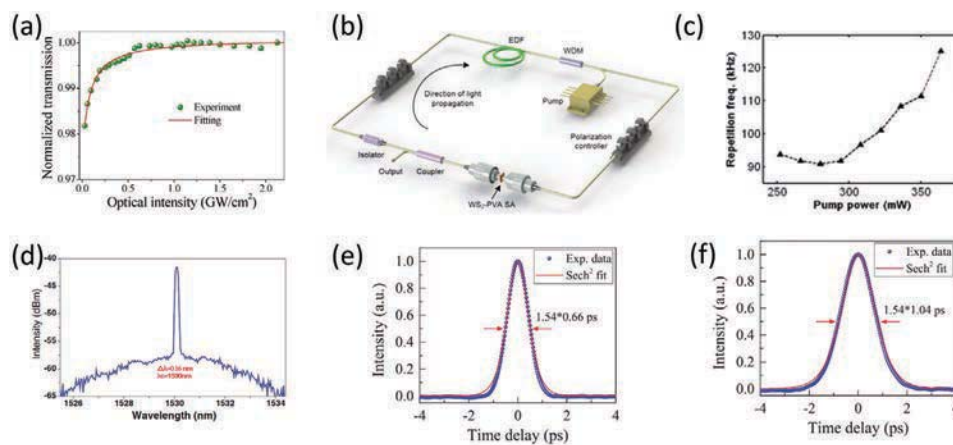 (a)
1.00
0.99
0.98
0.97
Normalized transmission
Experiment
Fitting
0.0
0.5
1.0
1.5
2.0
Optical intensity (GW/cm²)
(b)
EDF
WDM
Direction of light
propagation
Pump
Polarization
controller
Isolator
Output
Coupler
WS₂-PVA SA
(c)
130
120
110
100
90
Repetition freq. (kHz)
250
300
350
Pump power (mW)
(d)
-40
-45
-50
-55
-60
-65
Intensity (dBm)
1526
1528
1530
1532
1534
Wavelength (nm)
(e)
1.0
0.8
0.6
0.4
0.2
0.0
Intensity (a.u.)
Exp. data
Sech² fit
1.54*0.66 ps
-4
-2
0
2
4
Time delay (ps)
(f)
1.0
0.8
0.6
0.4
0.2
0.0
Intensity (a.u.)
Exp. data
Sech² fit
1.54*1.04 ps
-4
-2
0
2
4
Time delay (ps)